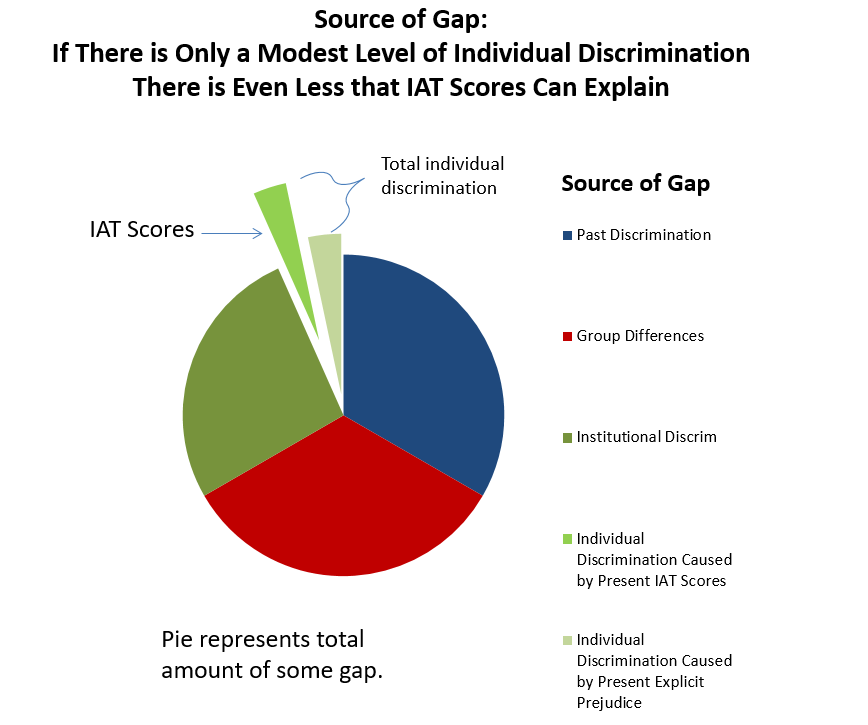 Source of Gap:
If There is Only a Modest Level of Individual Discrimination
There is Even Less that IAT Scores Can Explain
Total individual
discrimination
IAT Scores
Source of Gap
Past Discrimination
Group Differences
Institutional Discrim
Individual
Discrimination Caused
by Present IAT Scores
Individual
Discrimination Caused
by Present Explicit
Prejudice
Pie represents total
amount of some gap.